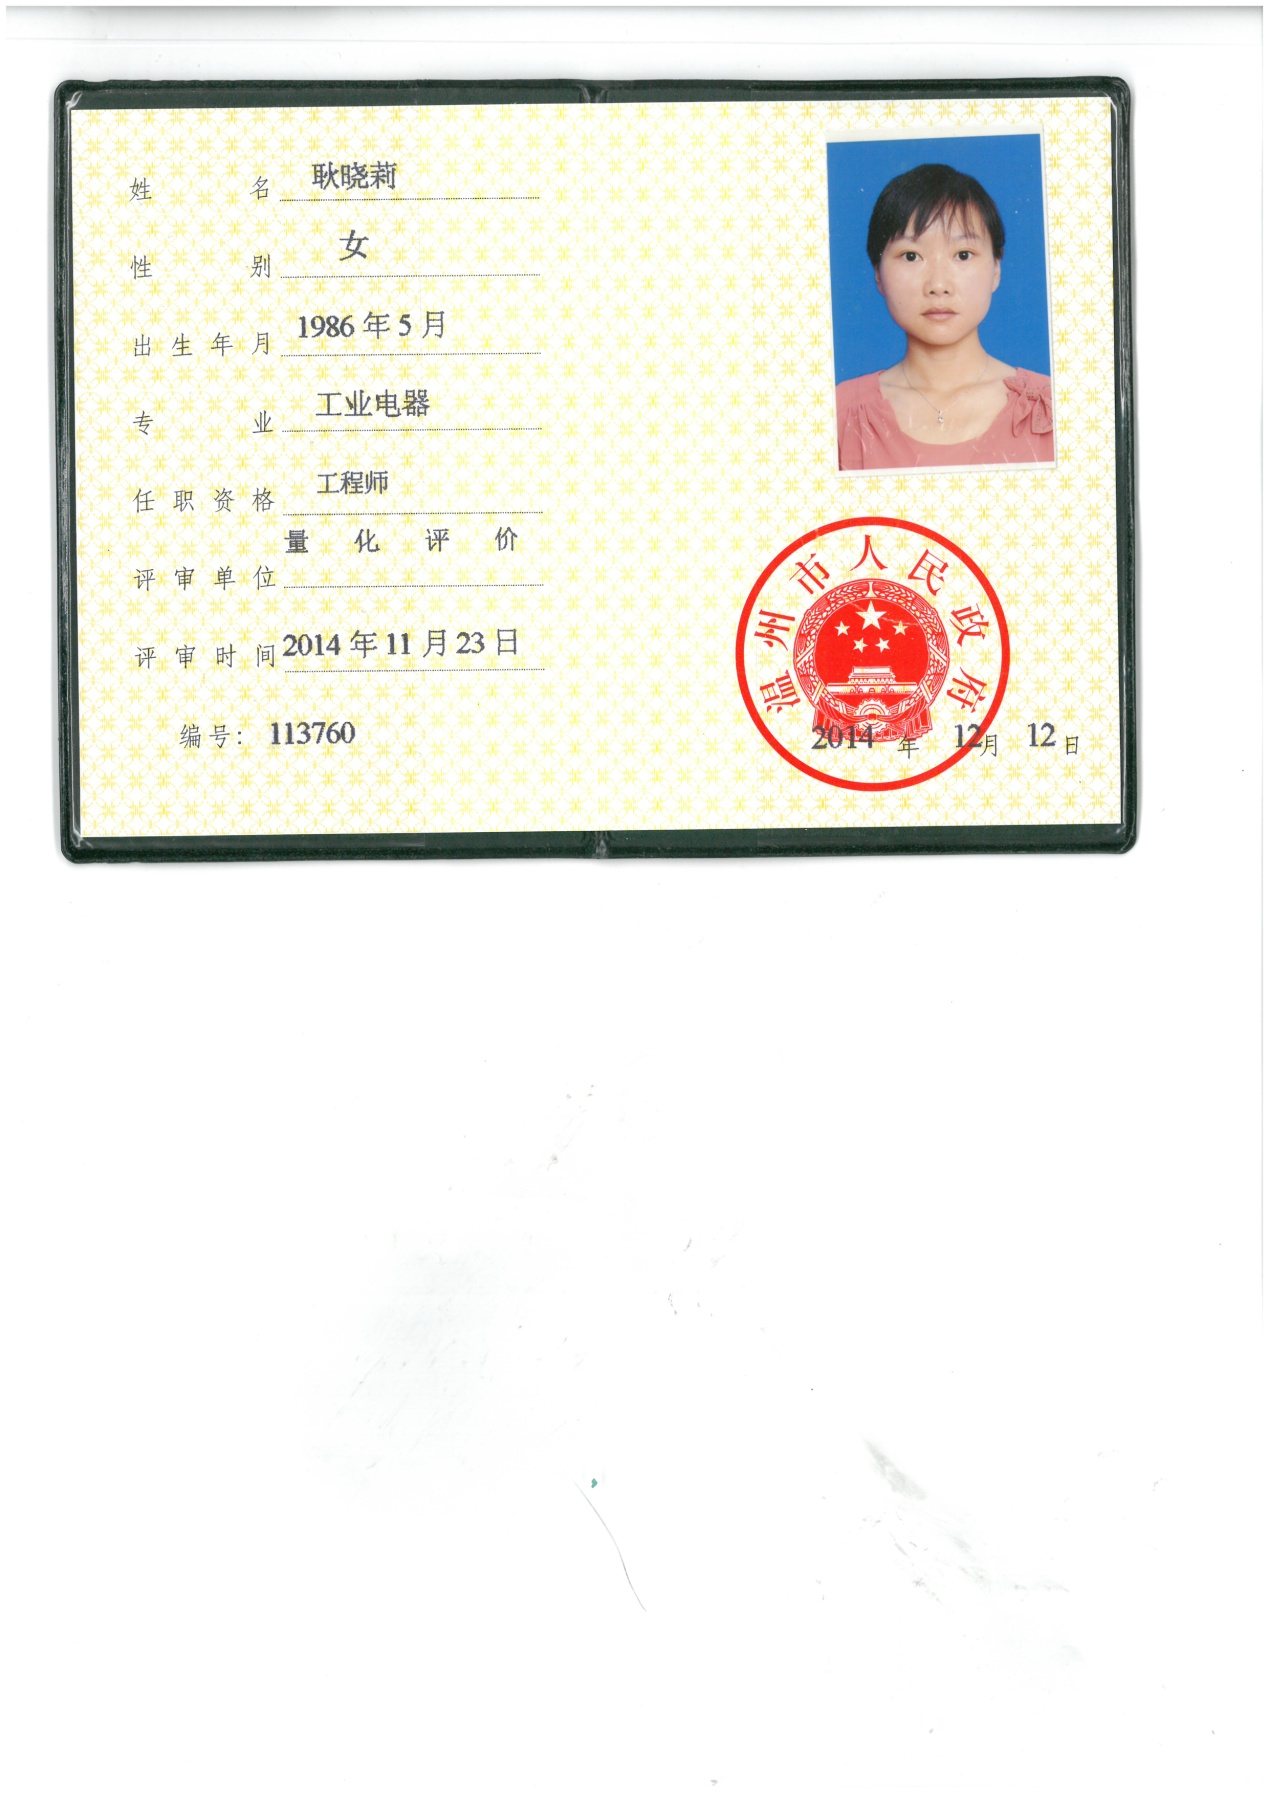 姓名 耿晓莉
性别 女
出生年月 1986年5月
专业 工业电器
任职资格 工程师
量化评价
评审单位
评审时间 2014年11月23日
编号：113760
温州市人民政府
2014年12月12日